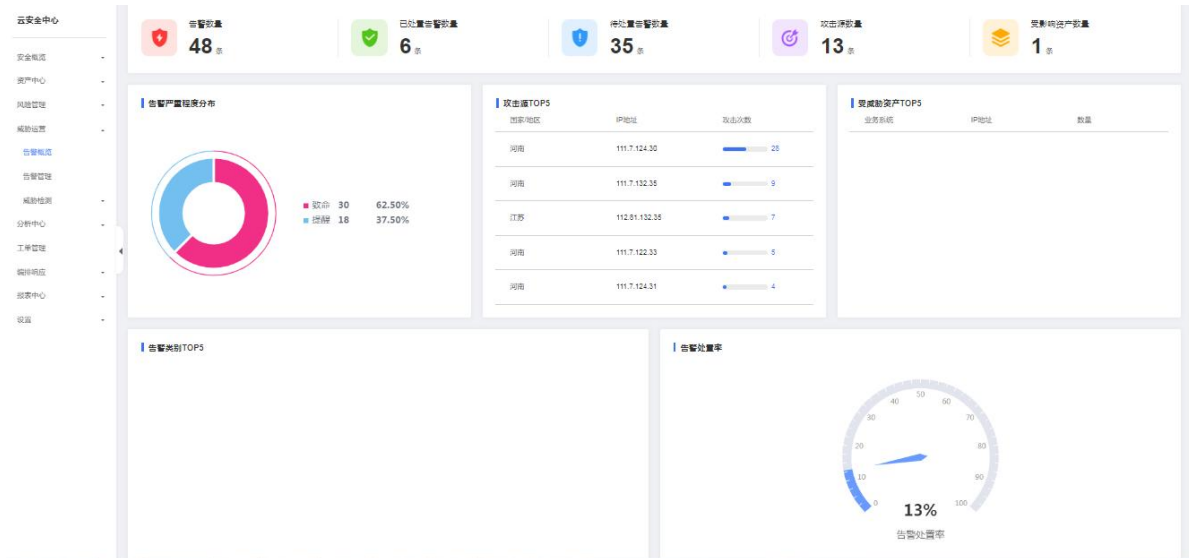 云安全中心
安全概览
资产中心
风险管理
威胁运营
告警概览
告警管理
威胁检测
分析中心
工单管理
编排响应
报表中心
设置
告警数量
48 条
已处置告警数量
6 条
待处置告警数量
35 条
攻击源数量
13 条
受影响资产数量
1 条
告警严重程度分布
致命 30 62.50%
提醒 18 37.50%
攻击源TOP5
国家/地区 IP地址 攻击次数
河南 111.7.124.30 28
河南 111.7.132.35 9
江苏 112.81.132.35 7
河南 111.7.122.33 5
河南 111.7.124.31 4
受威胁资产TOP5
业务系统 IP地址 数量
告警类别TOP5
告警处置率
0 10 20 30 40 50 60 70 80 90 100
13%
告警处置率